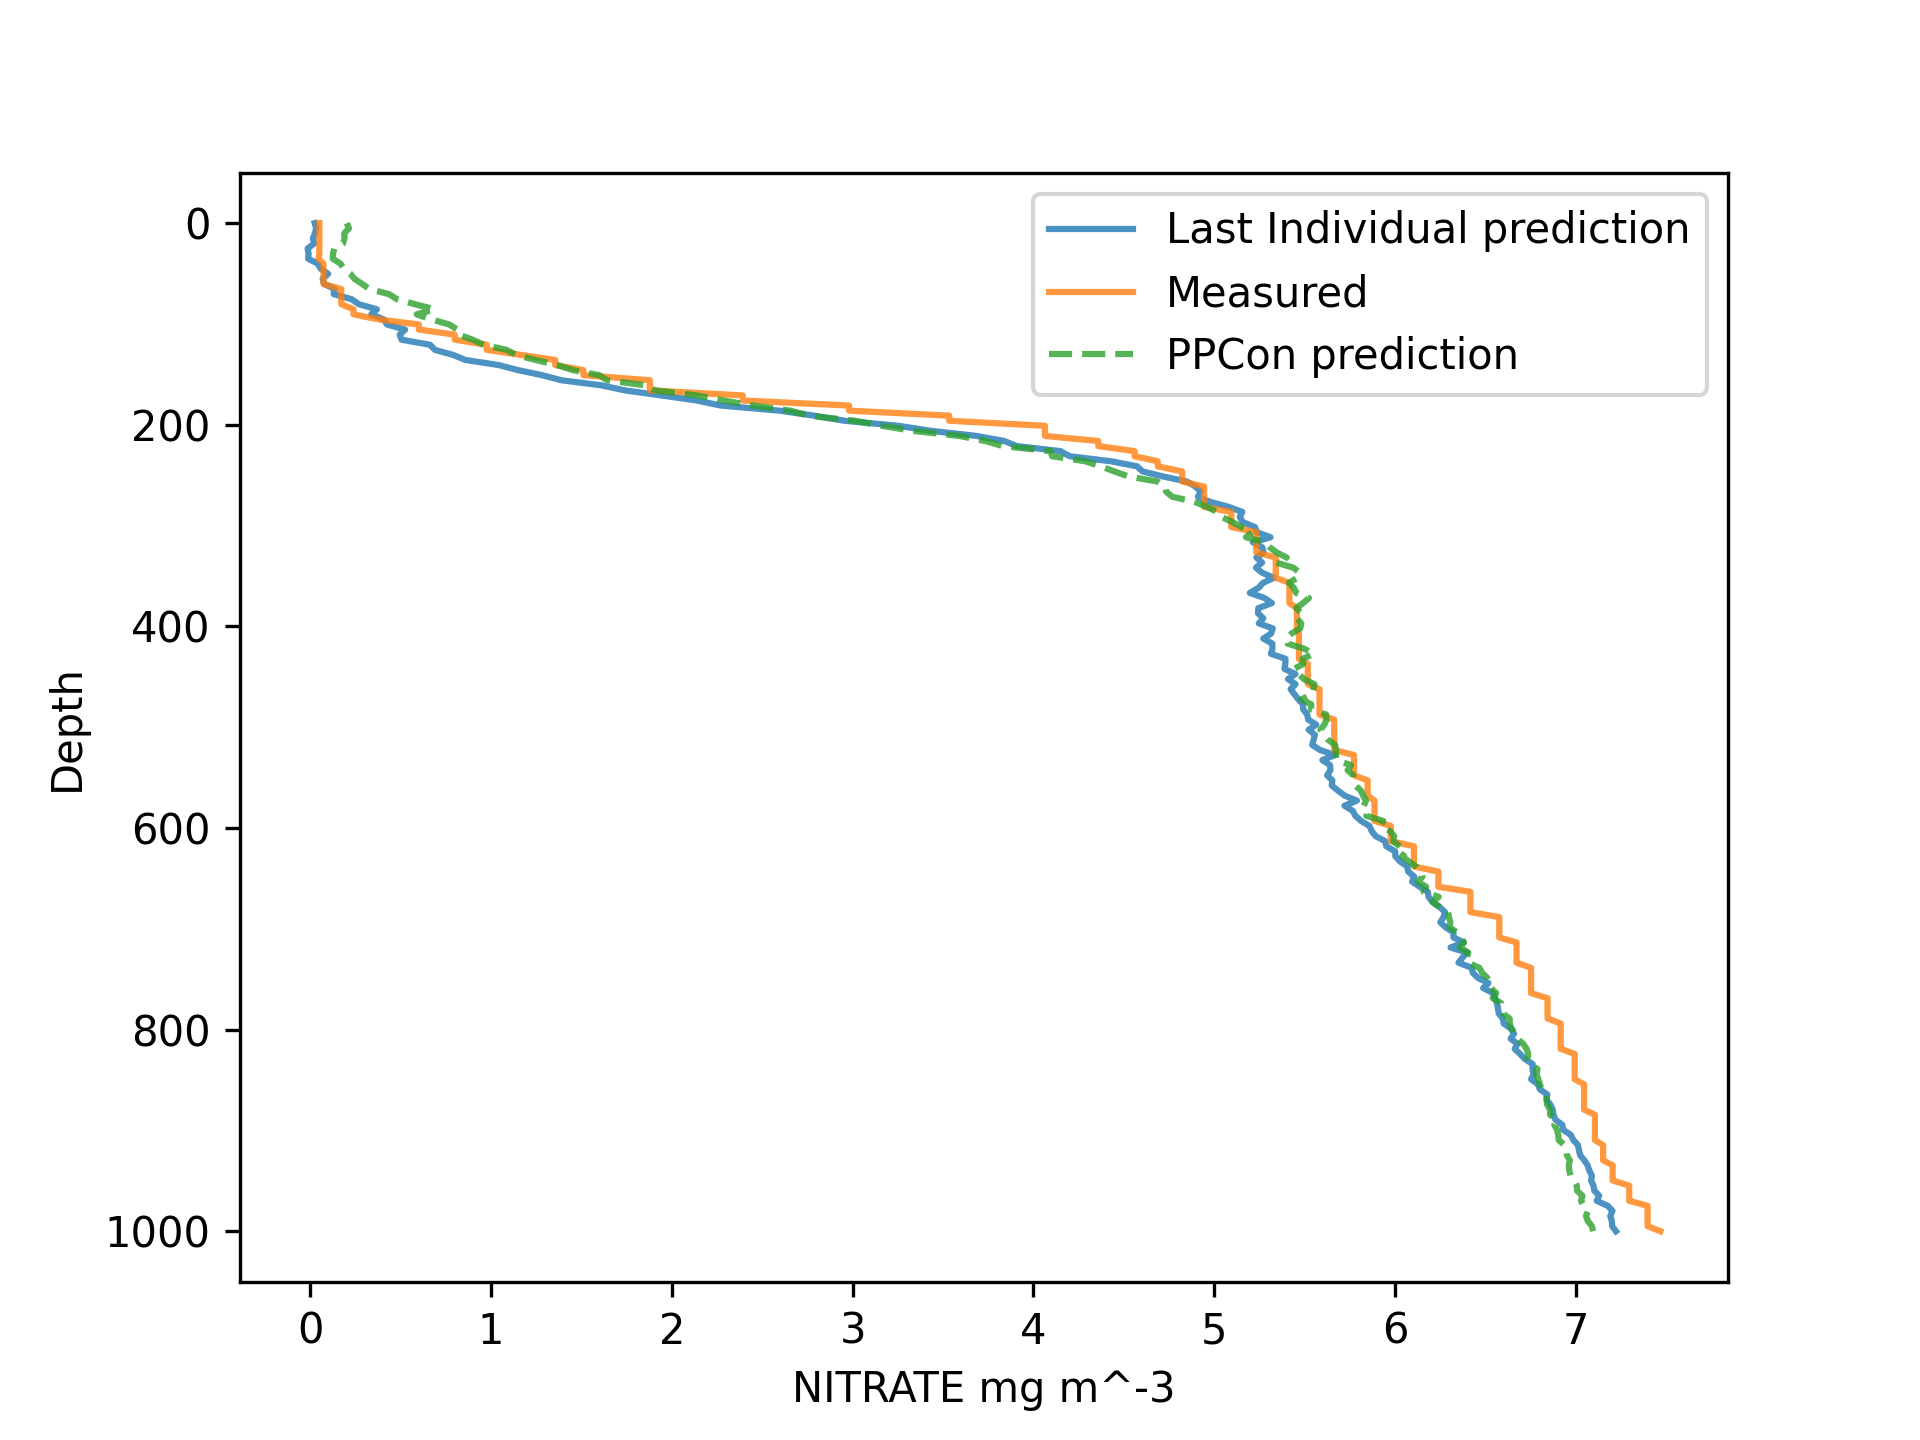 Last Individual prediction
Measured
PPCon prediction
0
200
400
600
800
1000
Depth
0 1 2 3 4 5 6 7
NITRATE mg m^-3